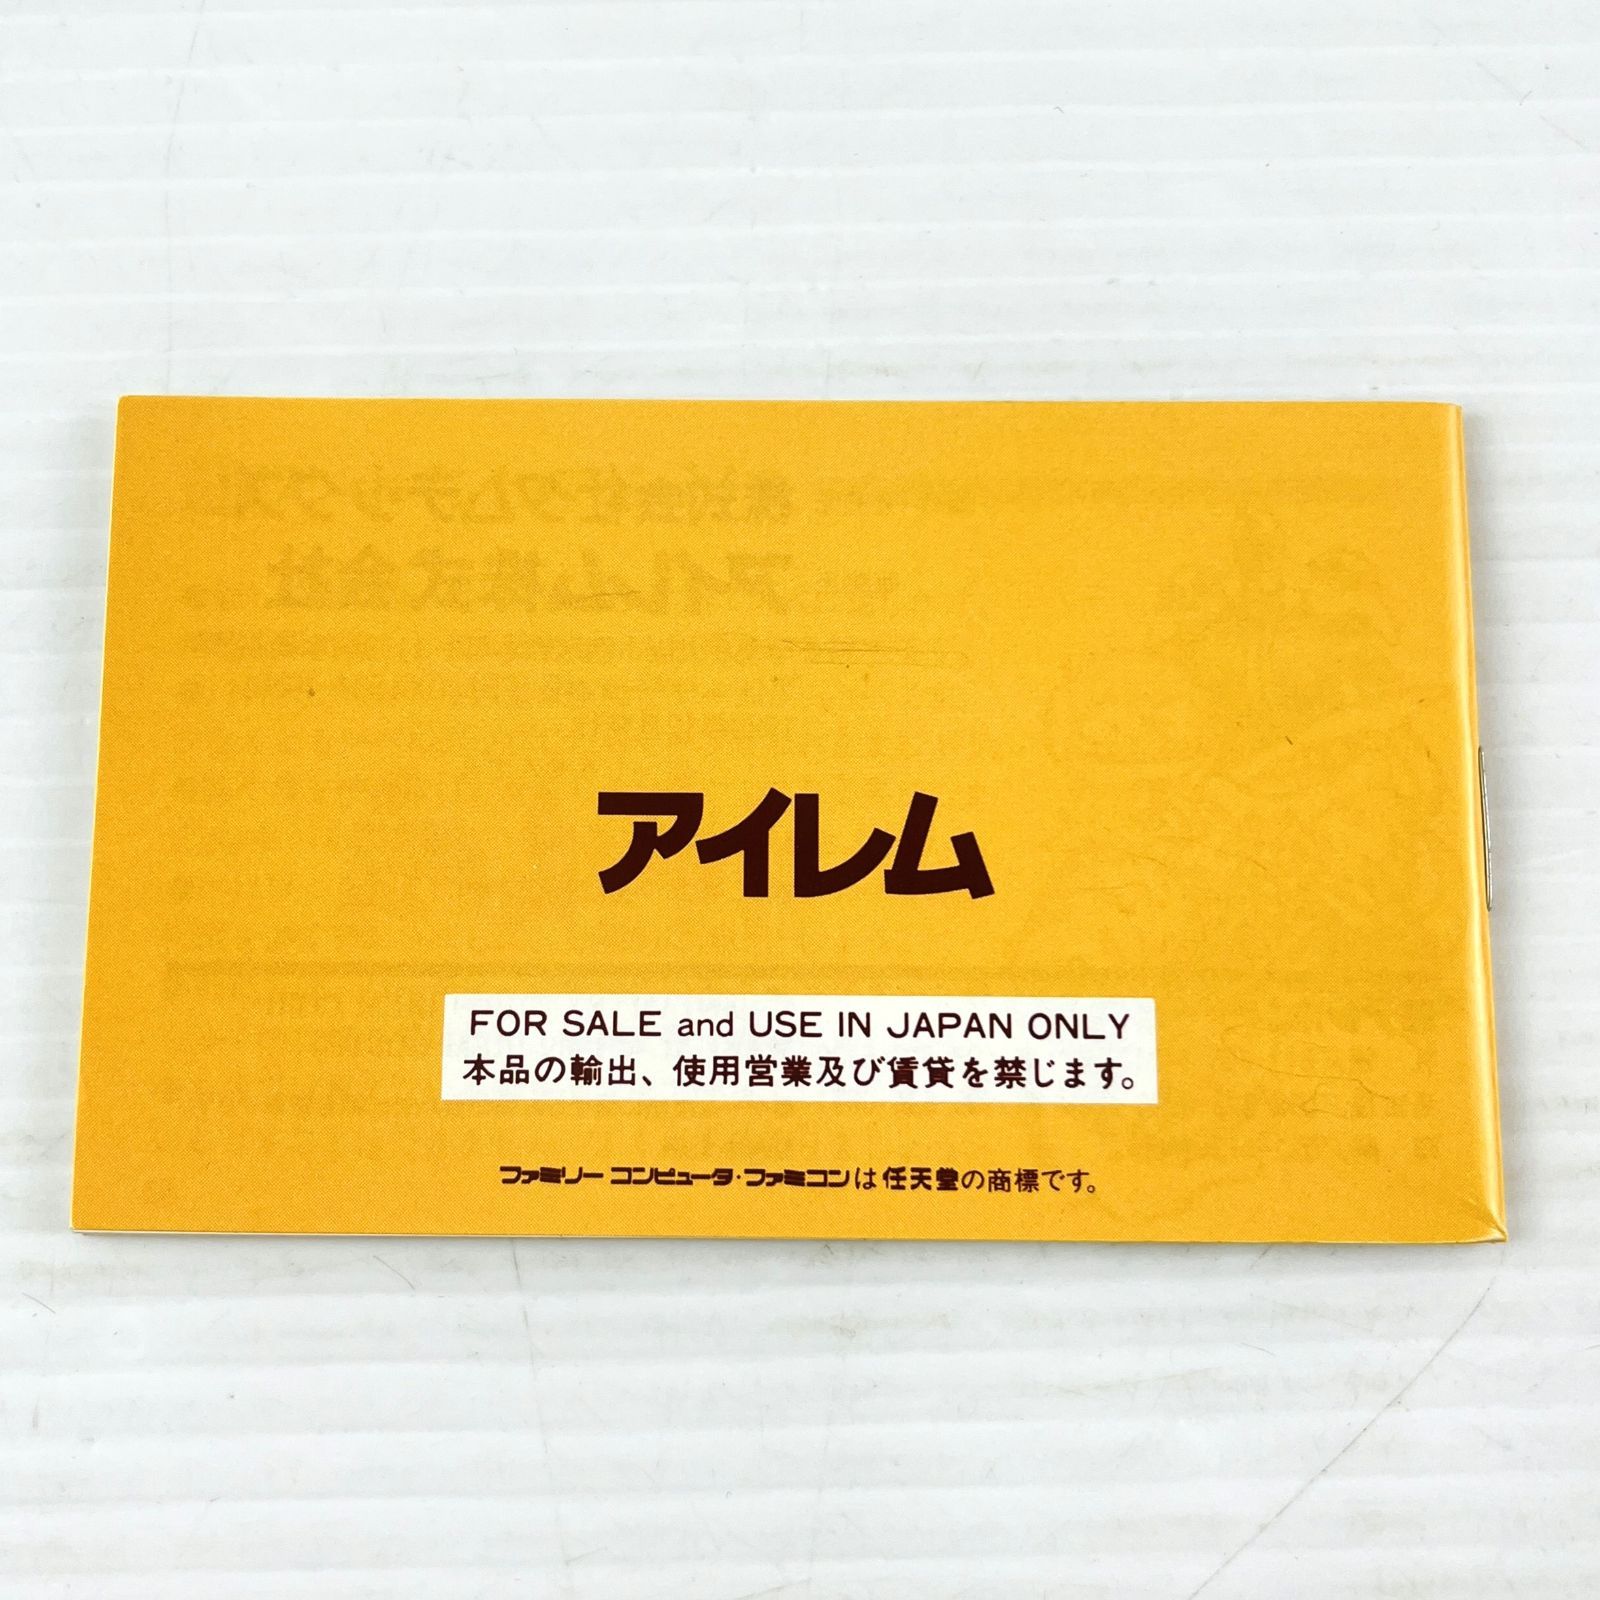 アイレム
FOR SALE and USE IN JAPAN ONLY
本品の輸出、使用営業及び賃貸を禁じます。
ファミリー コンピュータ・ファミコンは任天堂の商標です。